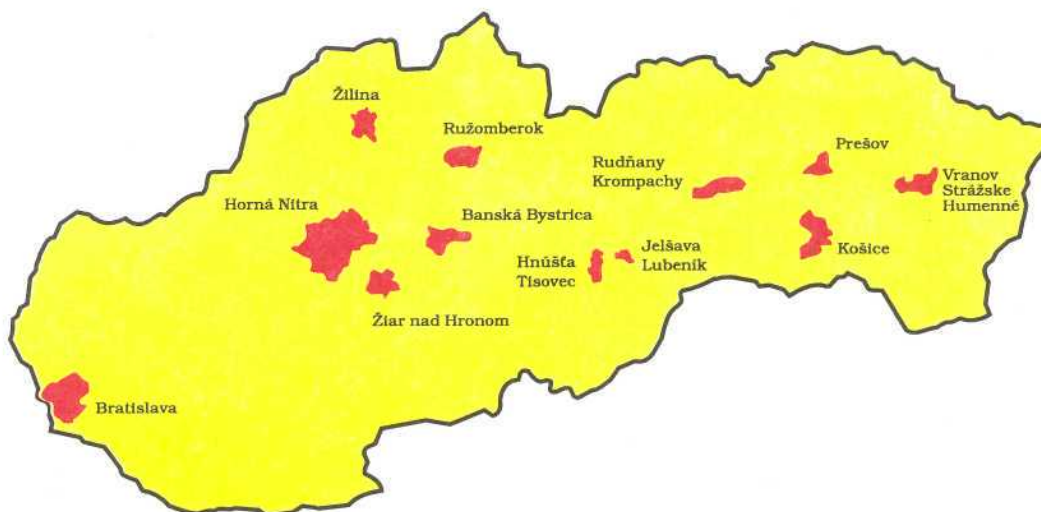 Žilina
Ružomberok
Prešov
Rudňany
Krompachy
Vranov
Strážske
Humenné
Horná Nitra
Banská Bystrica
Košice
Jelšava
Lubeník
Hnúšťa
Tisovec
Žiar nad Hronom
Bratislava